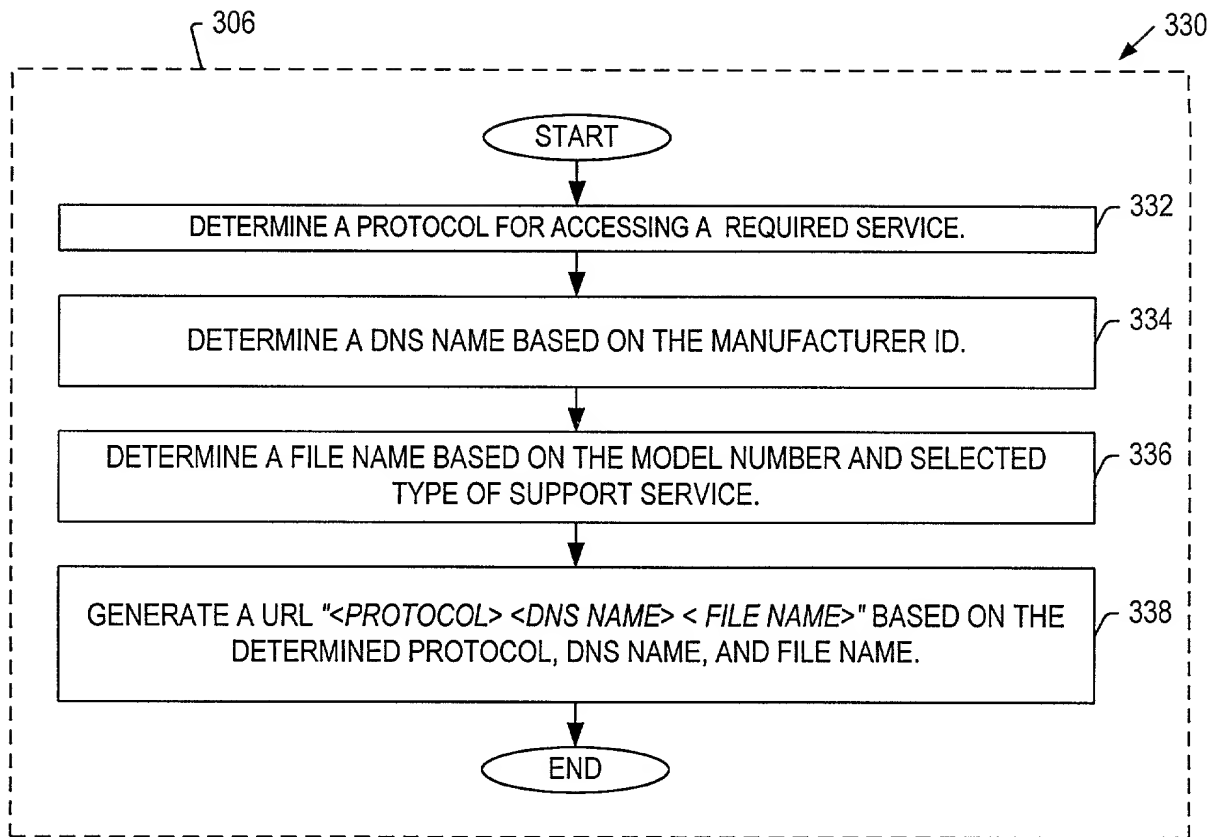 306
330
START
DETERMINE A PROTOCOL FOR ACCESSING A REQUIRED SERVICE.
332
DETERMINE A DNS NAME BASED ON THE MANUFACTURER ID.
334
DETERMINE A FILE NAME BASED ON THE MODEL NUMBER AND SELECTED
TYPE OF SUPPORT SERVICE.
336
GENERATE A URL "<PROTOCOL> <DNS NAME> < FILE NAME>" BASED ON THE
DETERMINED PROTOCOL, DNS NAME, AND FILE NAME.
338
END